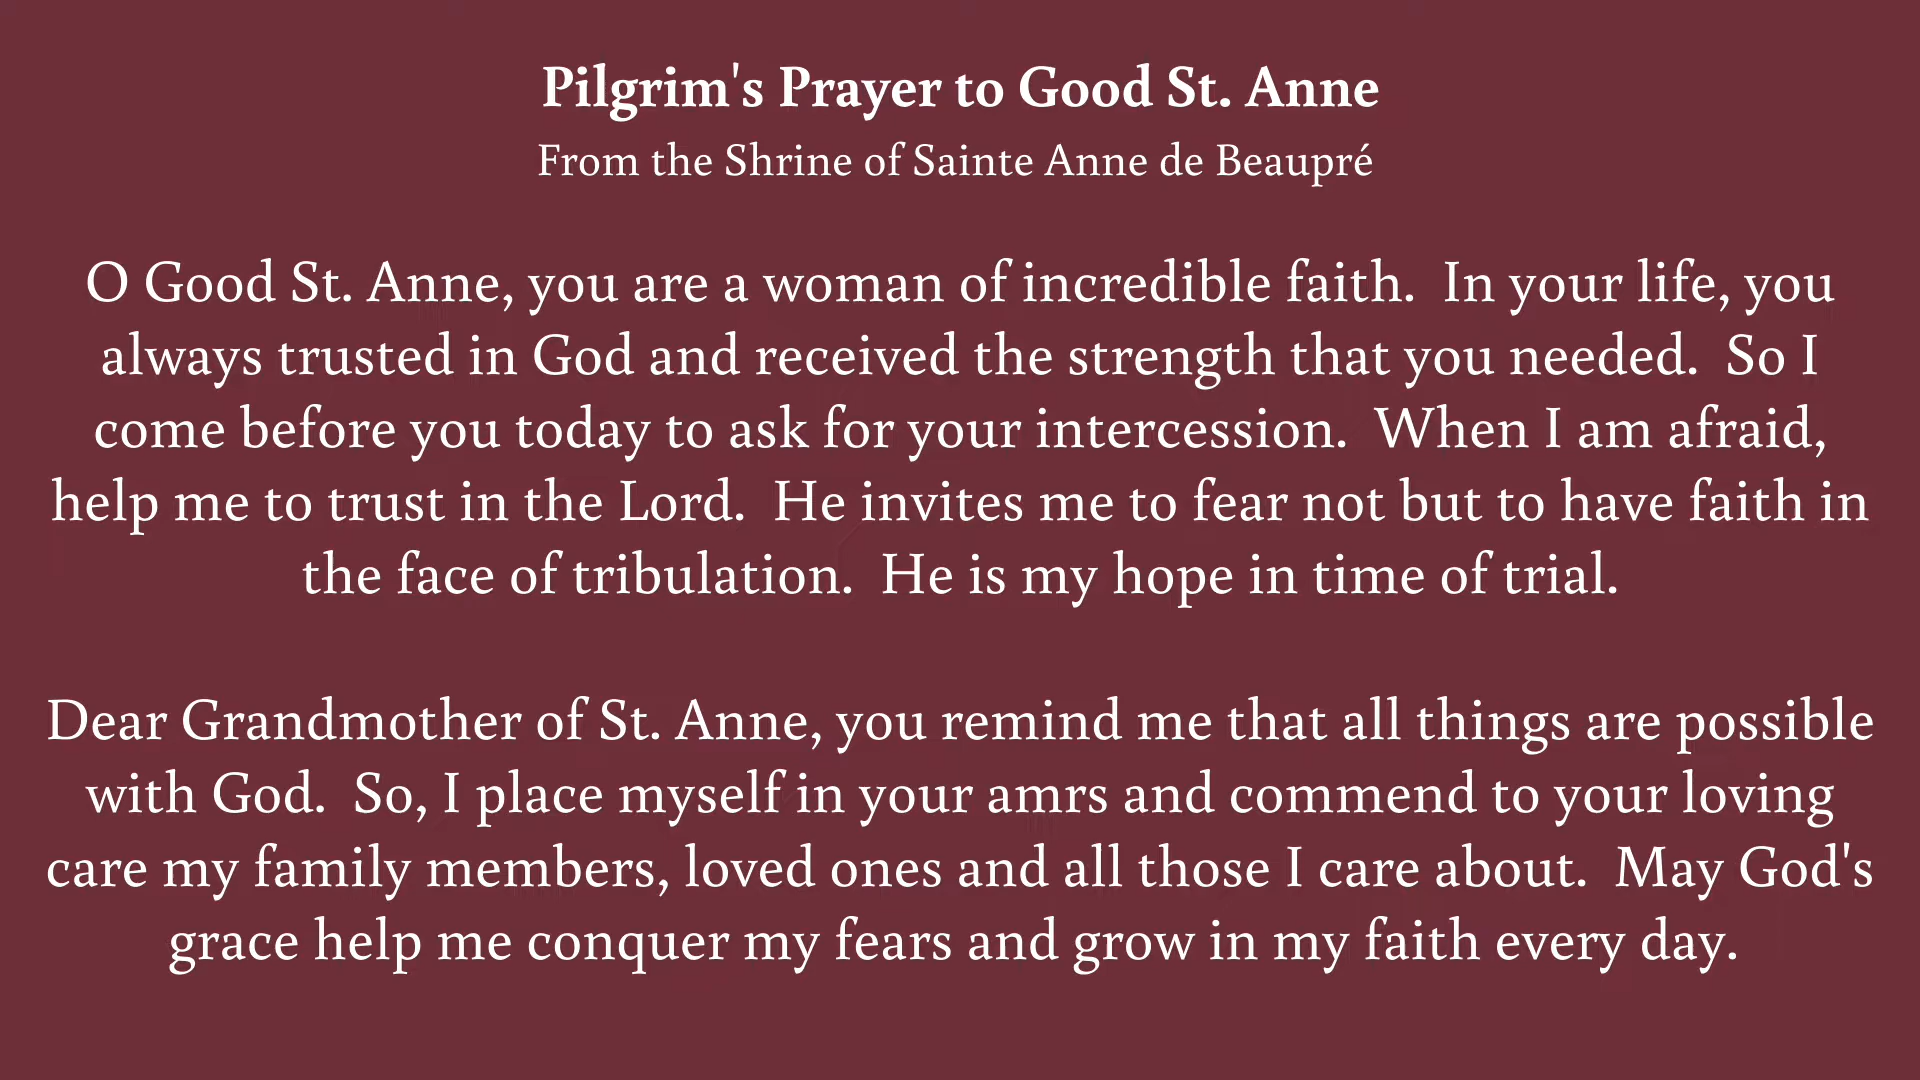 Pilgrim's Prayer to Good St. Anne
From the Shrine of Sainte Anne de Beaupré
O Good St. Anne, you are a woman of incredible faith.  In your life, you
always trusted in God and received the strength that you needed.  So I
come before you today to ask for your intercession.  When I am afraid,
help me to trust in the Lord.  He invites me to fear not but to have faith in
the face of tribulation.  He is my hope in time of trial.
Dear Grandmother of St. Anne, you remind me that all things are possible
with God.  So, I place myself in your amrs and commend to your loving
care my family members, loved ones and all those I care about.  May God's
grace help me conquer my fears and grow in my faith every day.